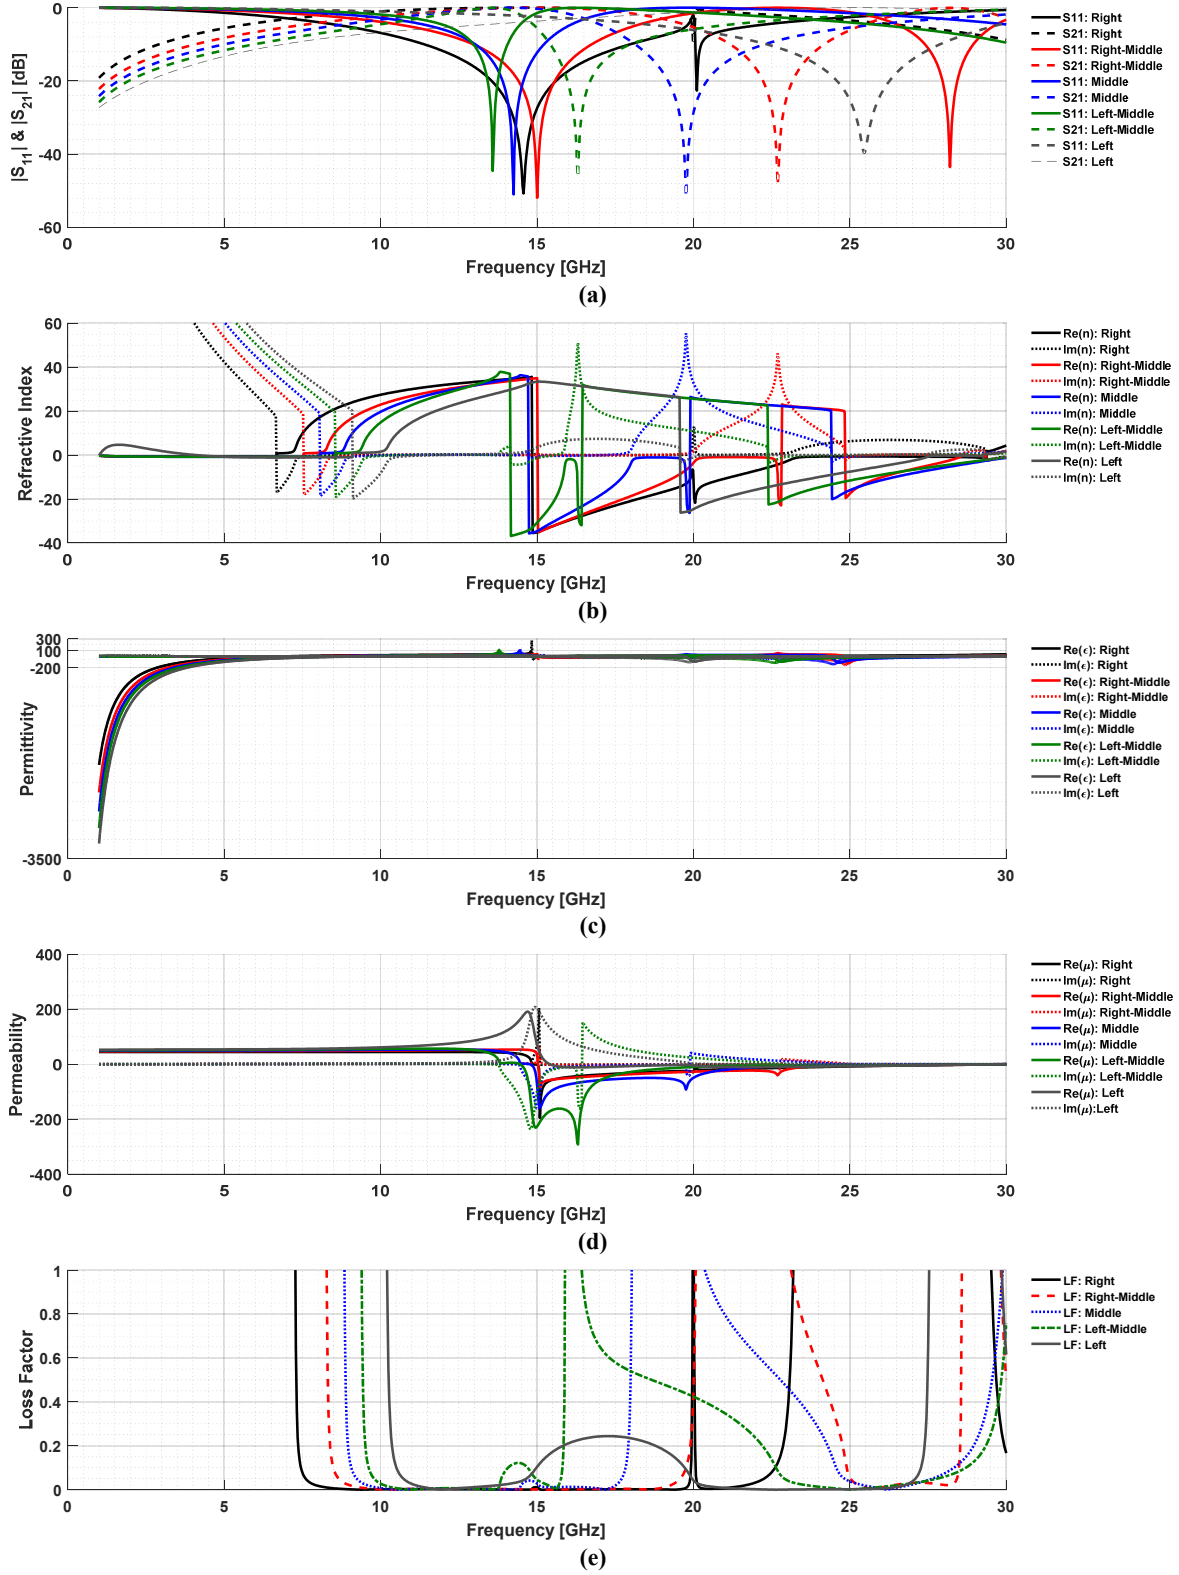 0
-20
-40
-60
|S11| & |S21| [dB]
0 5 10 15 20 25 30
Frequency [GHz]
S11: Right
S21: Right
S11: Right-Middle
S21: Right-Middle
S11: Middle
S21: Middle
S11: Left-Middle
S21: Left-Middle
S11: Left
S21: Left
(a)
60
40
20
0
-20
-40
Refractive Index
0 5 10 15 20 25 30
Frequency [GHz]
Re(n): Right
Im(n): Right
Re(n): Right-Middle
Im(n): Right-Middle
Re(n): Middle
Im(n): Middle
Re(n): Left-Middle
Im(n): Left-Middle
Re(n): Left
Im(n): Left
(b)
300
100
-200
-3500
Permittivity
0 5 10 15 20 25 30
Frequency [GHz]
Re(ϵ): Right
Im(ϵ): Right
Re(ϵ): Right-Middle
Im(ϵ): Right-Middle
Re(ϵ): Middle
Im(ϵ): Middle
Re(ϵ): Left-Middle
Im(ϵ): Left-Middle
Re(ϵ): Left
Im(ϵ): Left
(c)
400
200
0
-200
-400
Permeability
0 5 10 15 20 25 30
Frequency [GHz]
Re(μ): Right
Im(μ): Right
Re(μ): Right-Middle
Im(μ): Right-Middle
Re(μ): Middle
Im(μ): Middle
Re(μ): Left-Middle
Im(μ): Left-Middle
Re(μ): Left
Im(μ):Left
(d)
1
0.8
0.6
0.4
0.2
0
Loss Factor
0 5 10 15 20 25 30
Frequency [GHz]
LF: Right
LF: Right-Middle
LF: Middle
LF: Left-Middle
LF: Left
(e)